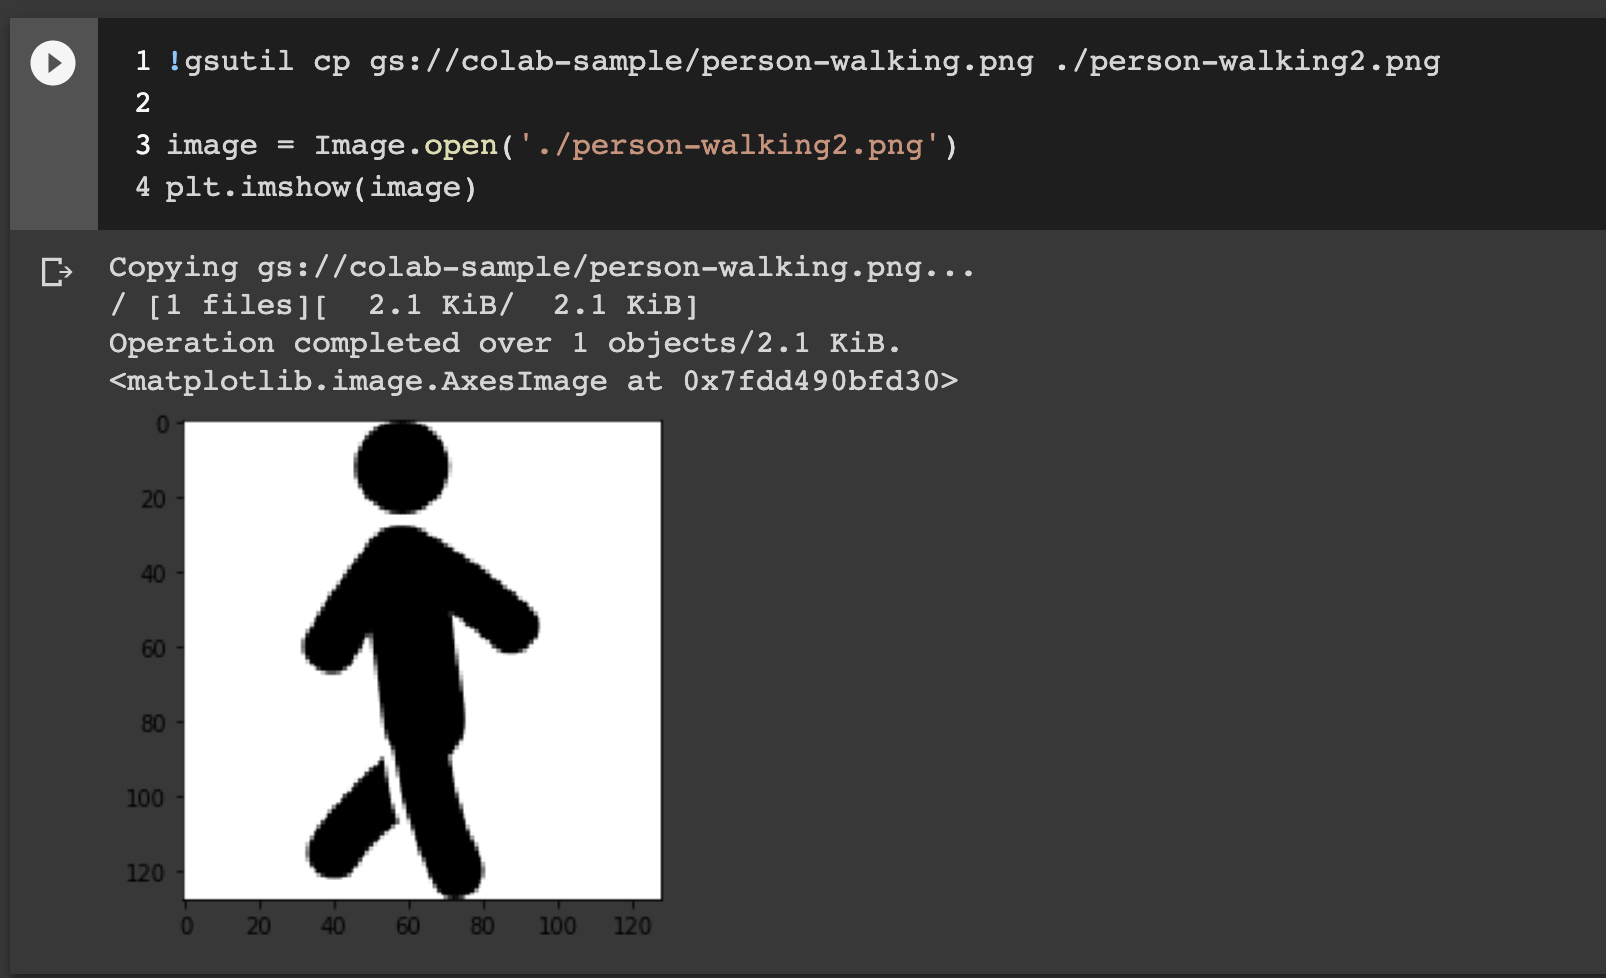 1 !gsutil cp gs://colab-sample/person-walking.png ./person-walking2.png
2
3 image = Image.open('./person-walking2.png')
4 plt.imshow(image)
Copying gs://colab-sample/person-walking.png...
/ [1 files][  2.1 KiB/  2.1 KiB]
Operation completed over 1 objects/2.1 KiB.
<matplotlib.image.AxesImage at 0x7fdd490bfd30>
0
20
40
60
80
100
120
0 20 40 60 80 100 120